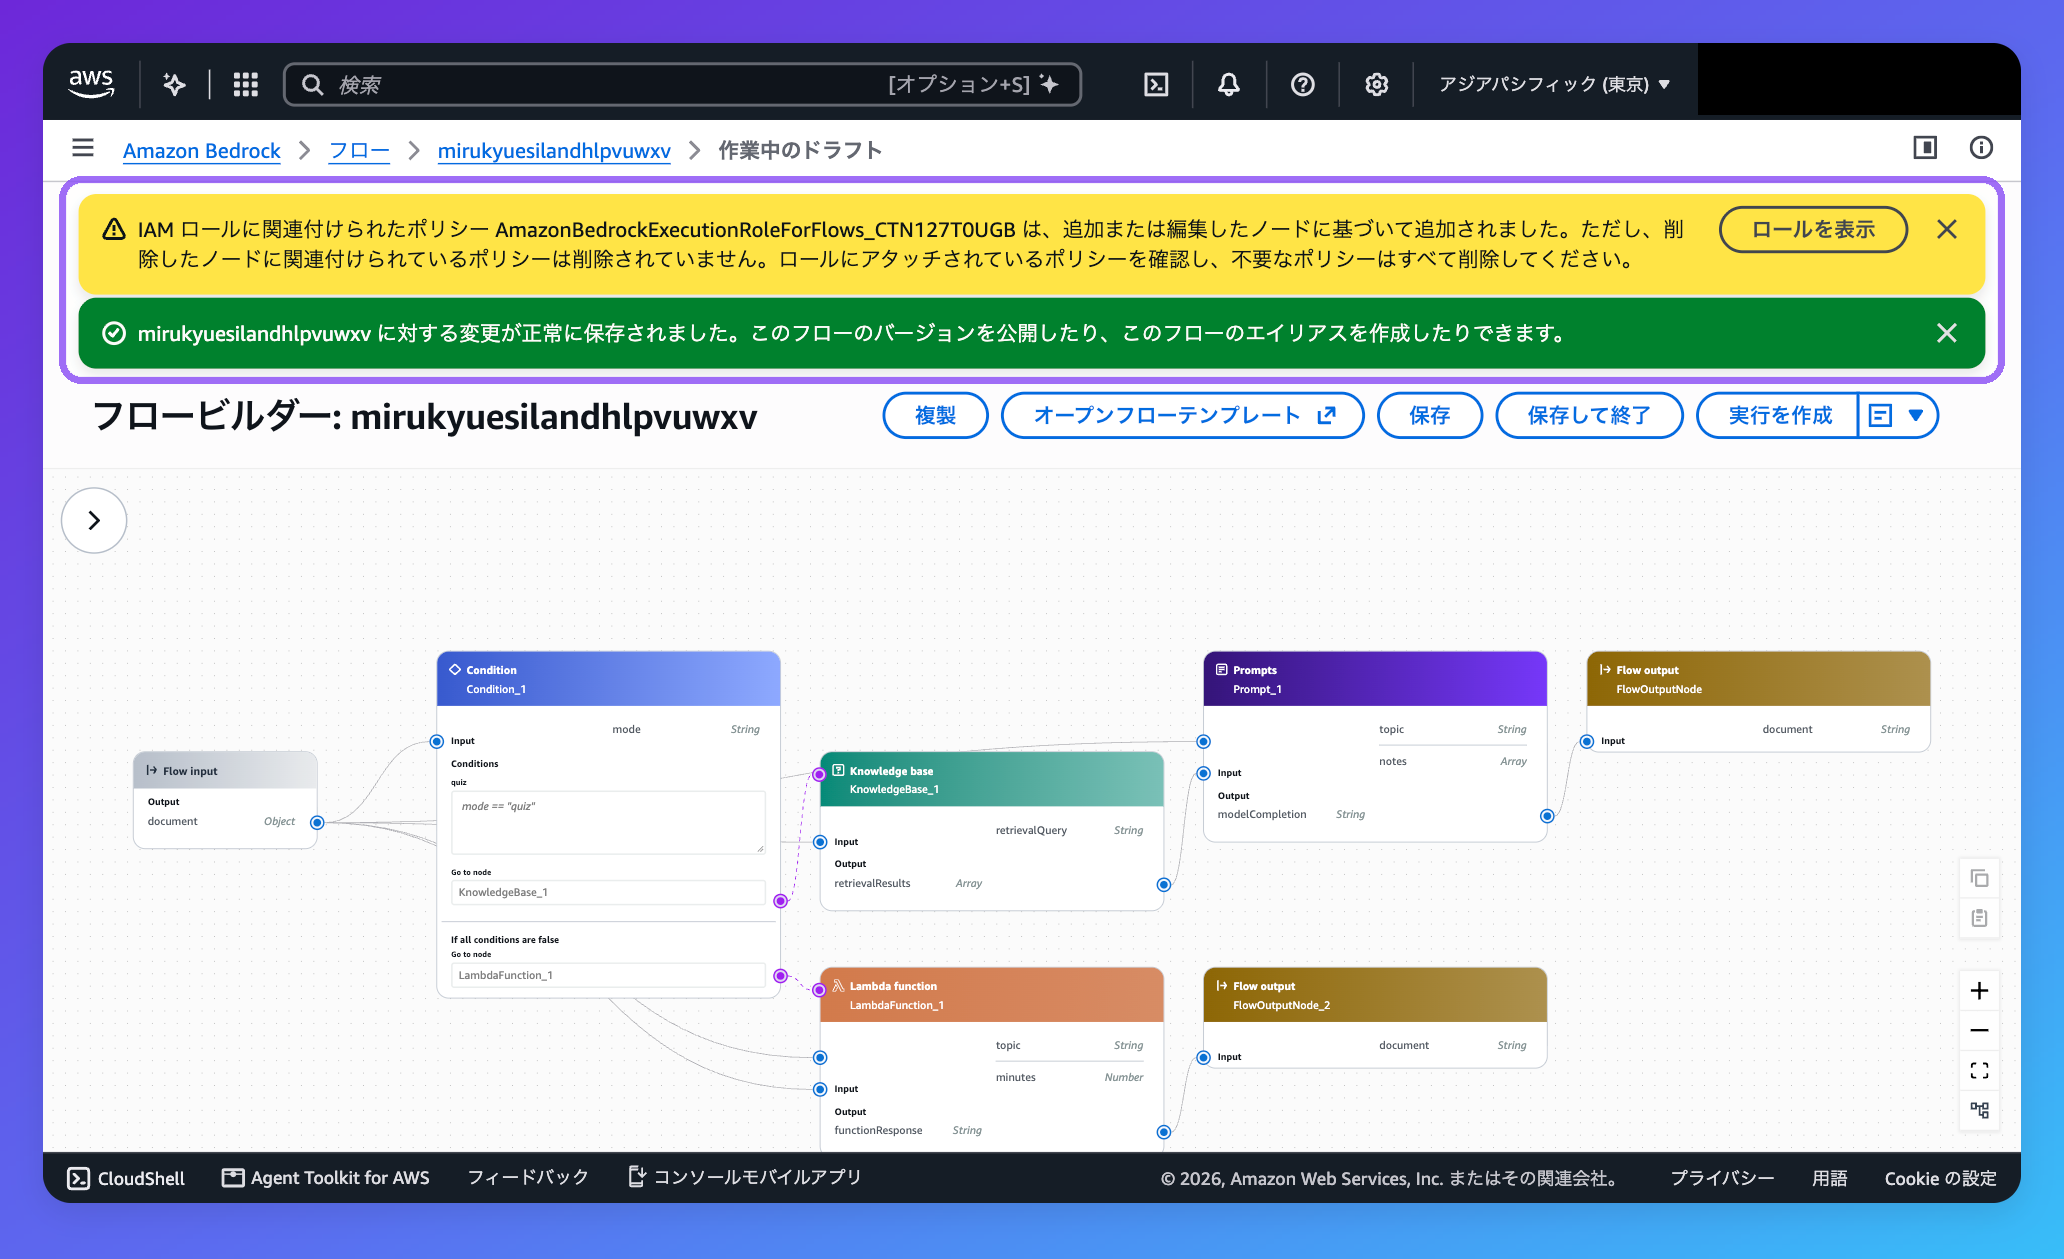 aws
検索
[オプション+S]
アジアパシフィック (東京)
Amazon Bedrock
フロー
mirukyuesilandhlpvuwxv
作業中のドラフト
IAM ロールに関連付けられたポリシー AmazonBedrockExecutionRoleForFlows_CTN127T0UGB は、追加または編集したノードに基づいて追加されました。ただし、削
除したノードに関連付けられているポリシーは削除されていません。ロールにアタッチされているポリシーを確認し、不要なポリシーはすべて削除してください。
ロールを表示
mirukyuesilandhlpvuwxv に対する変更が正常に保存されました。このフローのバージョンを公開したり、このフローのエイリアスを作成したりできます。
フロービルダー: mirukyuesilandhlpvuwxv
複製
オープンフローテンプレート
保存
保存して終了
実行を作成
Flow input
Output
document Object
Condition
Condition_1
mode String
Input
Conditions
quiz
mode == "quiz"
Go to node
KnowledgeBase_1
If all conditions are false
Go to node
LambdaFunction_1
Knowledge base
KnowledgeBase_1
retrievalQuery String
Input
Output
retrievalResults Array
Prompts
Prompt_1
topic String
notes Array
Input
Output
modelCompletion String
Flow output
FlowOutputNode
document String
Input
Lambda function
LambdaFunction_1
topic String
minutes Number
Input
Output
functionResponse String
Flow output
FlowOutputNode_2
document String
Input
CloudShell
Agent Toolkit for AWS
フィードバック
コンソールモバイルアプリ
© 2026, Amazon Web Services, Inc. またはその関連会社。
プライバシー
用語
Cookie の設定